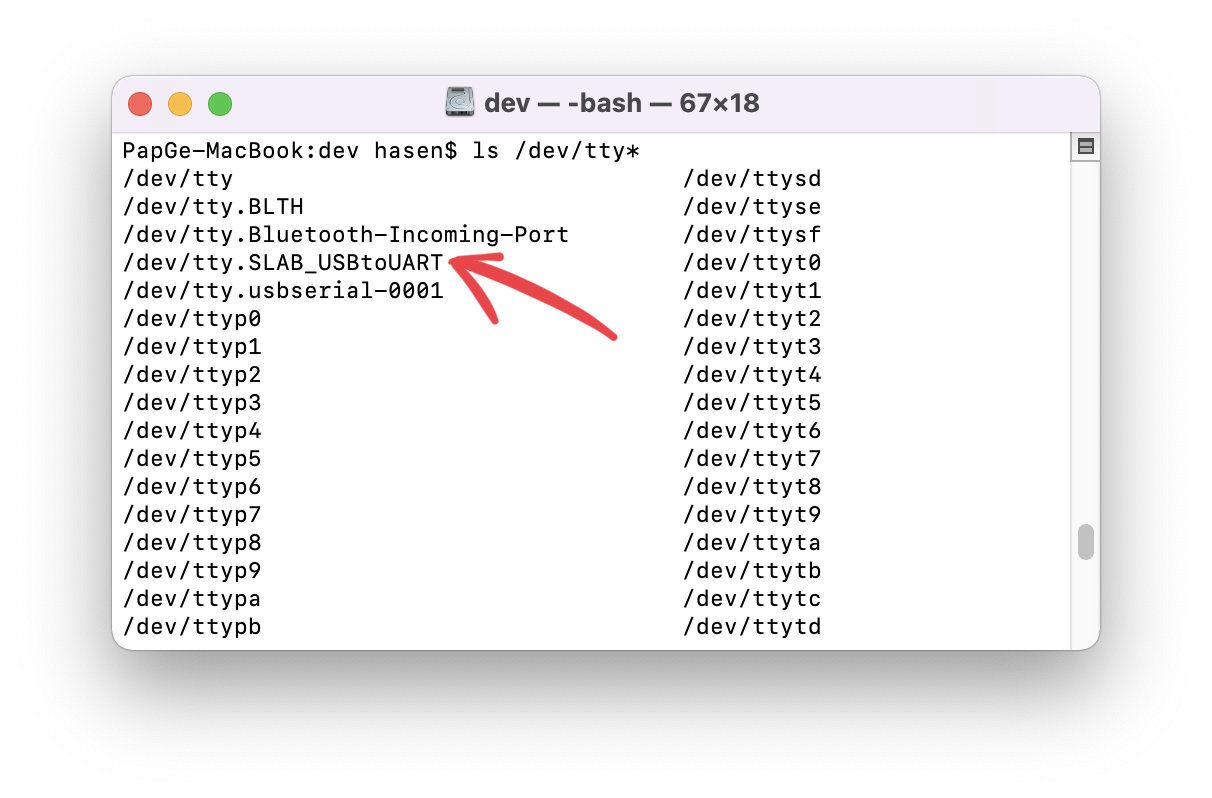 dev — -bash — 67×18
PapGe-MacBook:dev hasen$ ls /dev/tty*
/dev/tty /dev/ttysd
/dev/tty.BLTH /dev/ttyse
/dev/tty.Bluetooth-Incoming-Port /dev/ttysf
/dev/tty.SLAB_USBtoUART /dev/ttyt0
/dev/tty.usbserial-0001 /dev/ttyt1
/dev/ttyp0 /dev/ttyt2
/dev/ttyp1 /dev/ttyt3
/dev/ttyp2 /dev/ttyt4
/dev/ttyp3 /dev/ttyt5
/dev/ttyp4 /dev/ttyt6
/dev/ttyp5 /dev/ttyt7
/dev/ttyp6 /dev/ttyt8
/dev/ttyp7 /dev/ttyt9
/dev/ttyp8 /dev/ttyta
/dev/ttyp9 /dev/ttytb
/dev/ttypa /dev/ttytc
/dev/ttypb /dev/ttytd